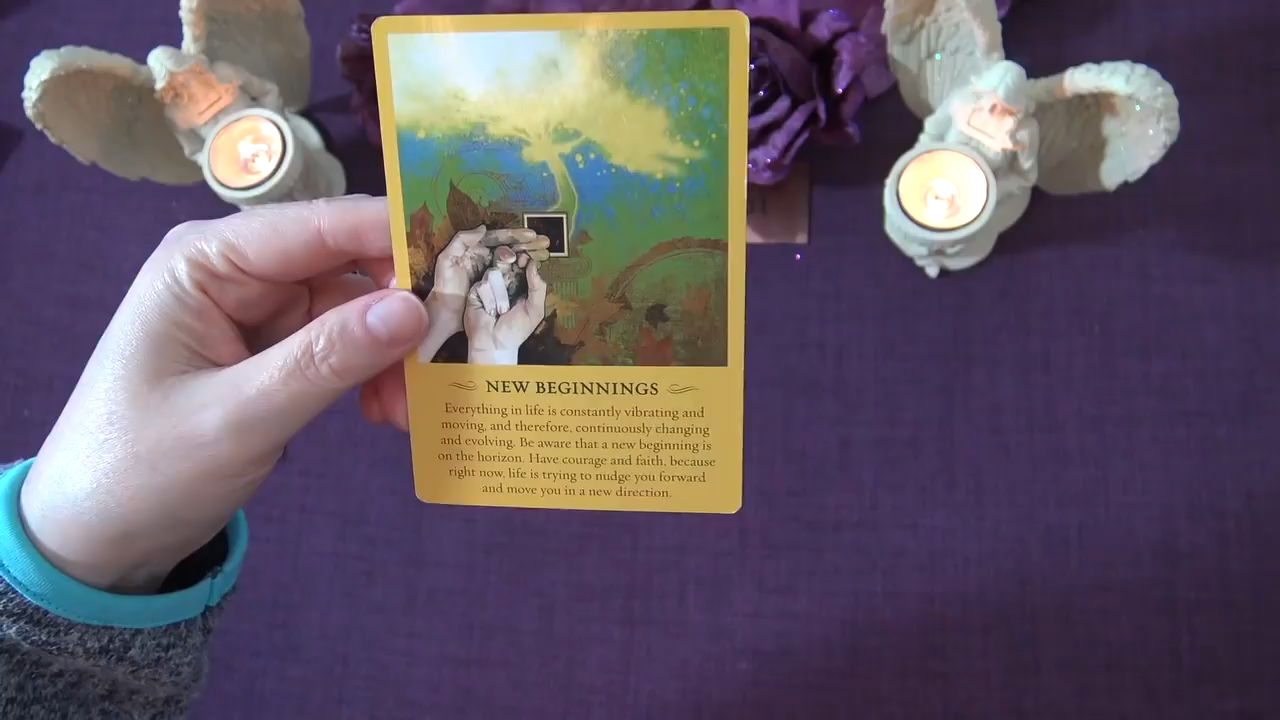 NEW BEGINNINGS
Everything in life is constantly vibrating and
moving, and therefore, continuously changing
and evolving. Be aware that a new beginning is
on the horizon. Have courage and faith, because
right now, life is trying to nudge you forward
and move you in a new direction.